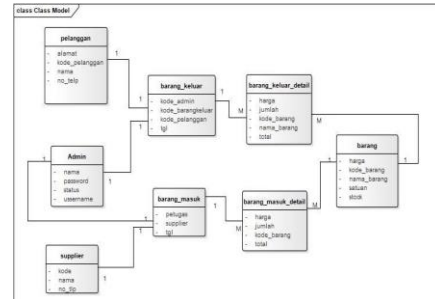 class Class Model
pelanggan
- alamat
- kode_pelanggan
- nama
- no_telp
1
1
barang_keluar
- kode_admin
- kode_barangkeluar
- kode_pelanggan
- tgl
1
1
M
barang_keluar_detail
- harga
- jumlah
- kode_barang
- nama_barang
- total
M
barang
- harga
- kode_barang
- nama_barang
- satuan
- stock
1
1
Admin
- nama
- password
- status
- username
1
1
barang_masuk
- petugas
- supplier
- tgl
1
1
1
M
barang_masuk_detail
- harga
- jumlah
- kode_barang
- total
M
supplier
- kode
- nama
- no_tlp
1